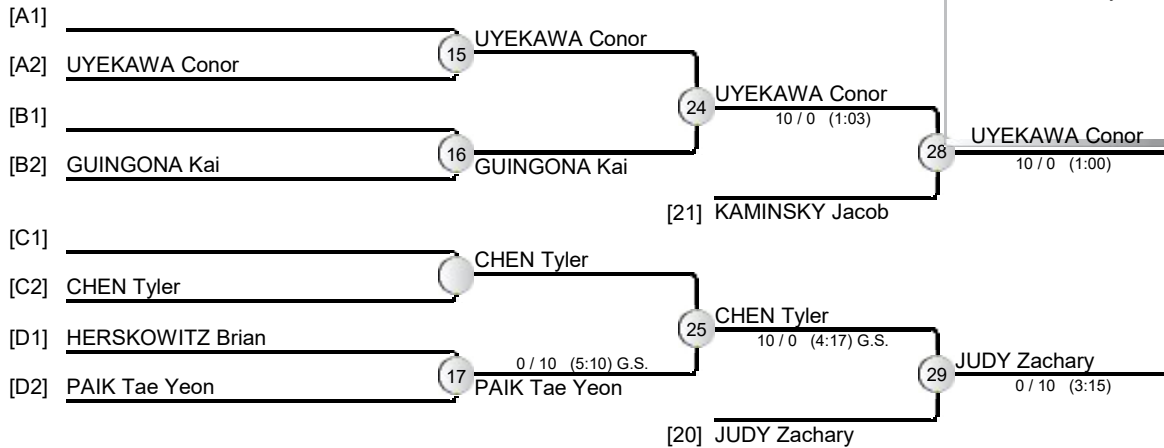 [A1]
15 UYEKAWA Conor
[A2] UYEKAWA Conor
24 UYEKAWA Conor
10 / 0 (1:03)
[B1]
28 UYEKAWA Conor
10 / 0 (1:00)
16
[B2] GUINGONA Kai
GUINGONA Kai
[21] KAMINSKY Jacob
[C1]
CHEN Tyler
[C2] CHEN Tyler
25 CHEN Tyler
10 / 0 (4:17) G.S.
[D1] HERSKOWITZ Brian
29 JUDY Zachary
0 / 10 (3:15)
17 0 / 10 (5:10) G.S.
[D2] PAIK Tae Yeon
PAIK Tae Yeon
[20] JUDY Zachary